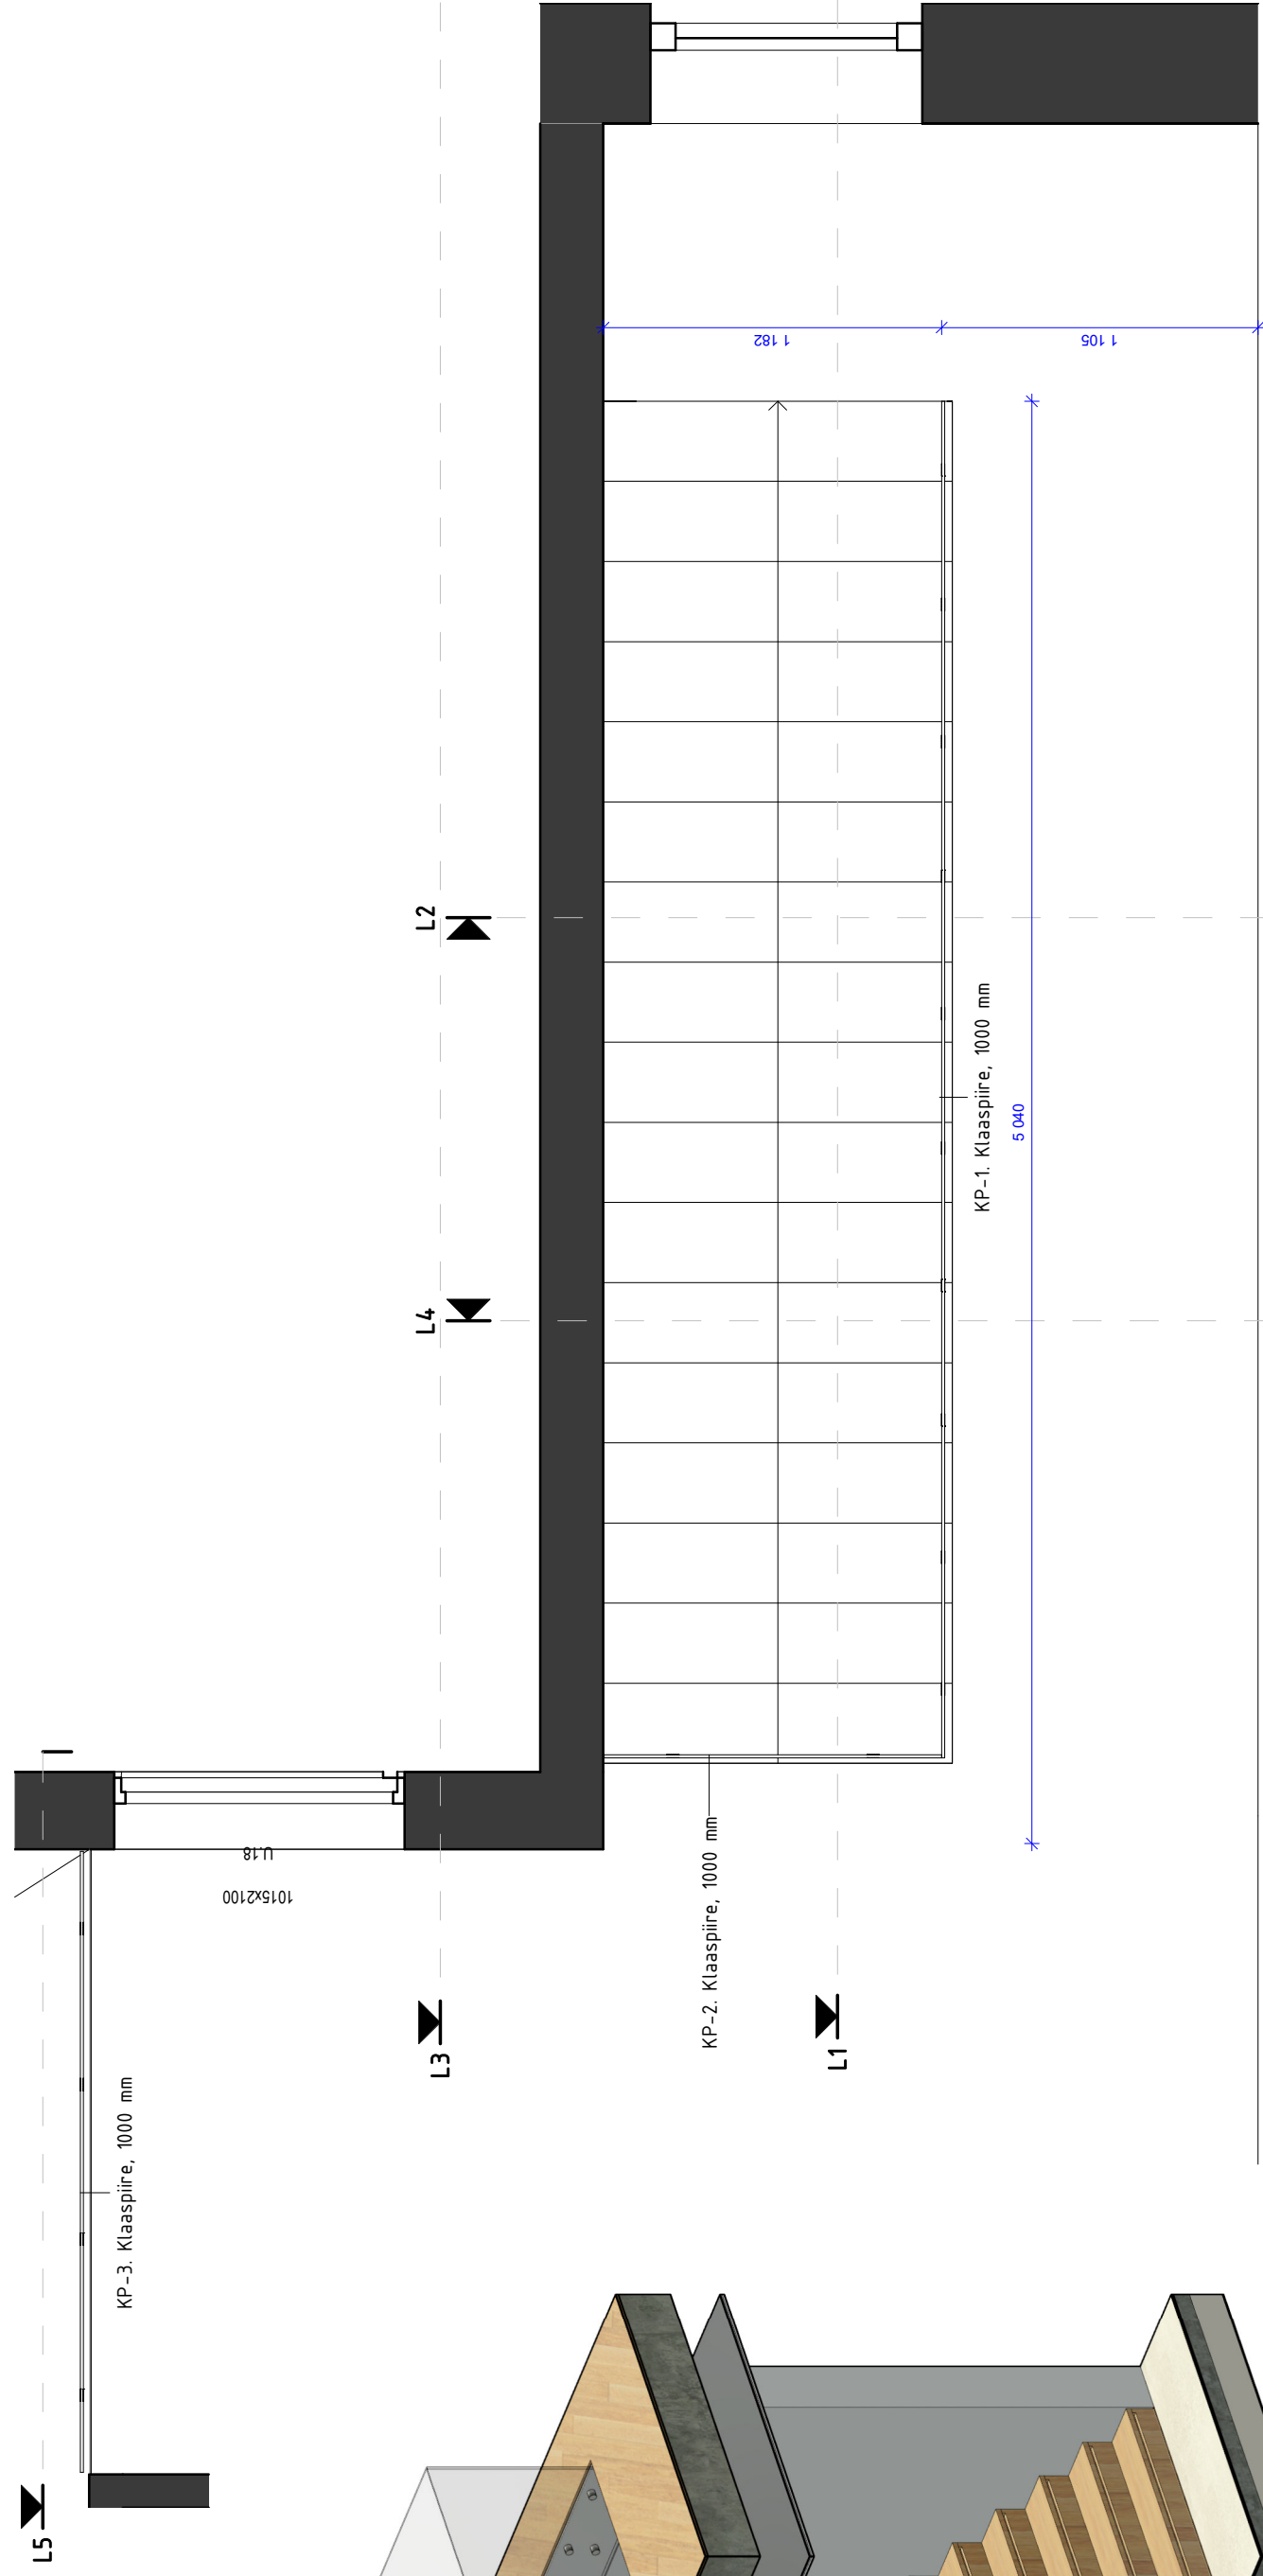 1 182
1 105
L2
KP-1. Klaaspiire, 1000 mm
5 040
L4
U.18
1015x2100
KP-2. Klaaspiire, 1000 mm
L3
L1
KP-3. Klaaspiire, 1000 mm
L5